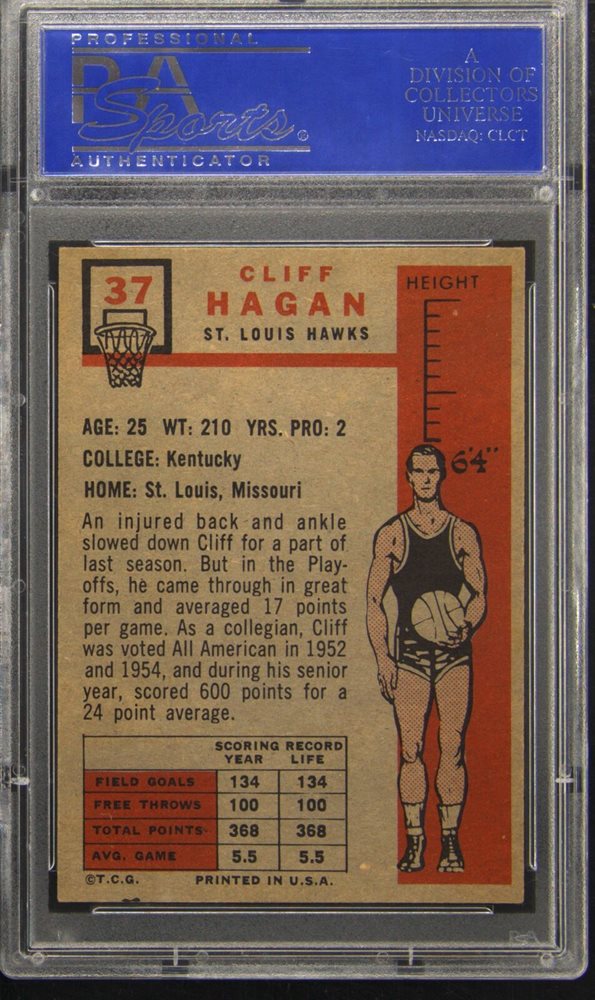 PROFESSIONAL
PSA
Sports®
AUTHENTICATOR
A
DIVISION OF
COLLECTORS
UNIVERSE
NASDAQ: CLCT
37
CLIFF
HAGAN
ST. LOUIS HAWKS
HEIGHT
6'4"
AGE: 25 WT: 210 YRS. PRO: 2
COLLEGE: Kentucky
HOME: St. Louis, Missouri
An injured back and ankle
slowed down Cliff for a part of
last season. But in the Play-
offs, he came through in great
form and averaged 17 points
per game. As a collegian, Cliff
was voted All American in 1952
and 1954, and during his senior
year, scored 600 points for a
24 point average.
SCORING RECORD
YEAR LIFE
FIELD GOALS 134 134
FREE THROWS 100 100
TOTAL POINTS 368 368
AVG. GAME 5.5 5.5
©T.C.G. PRINTED IN U.S.A.
PSA